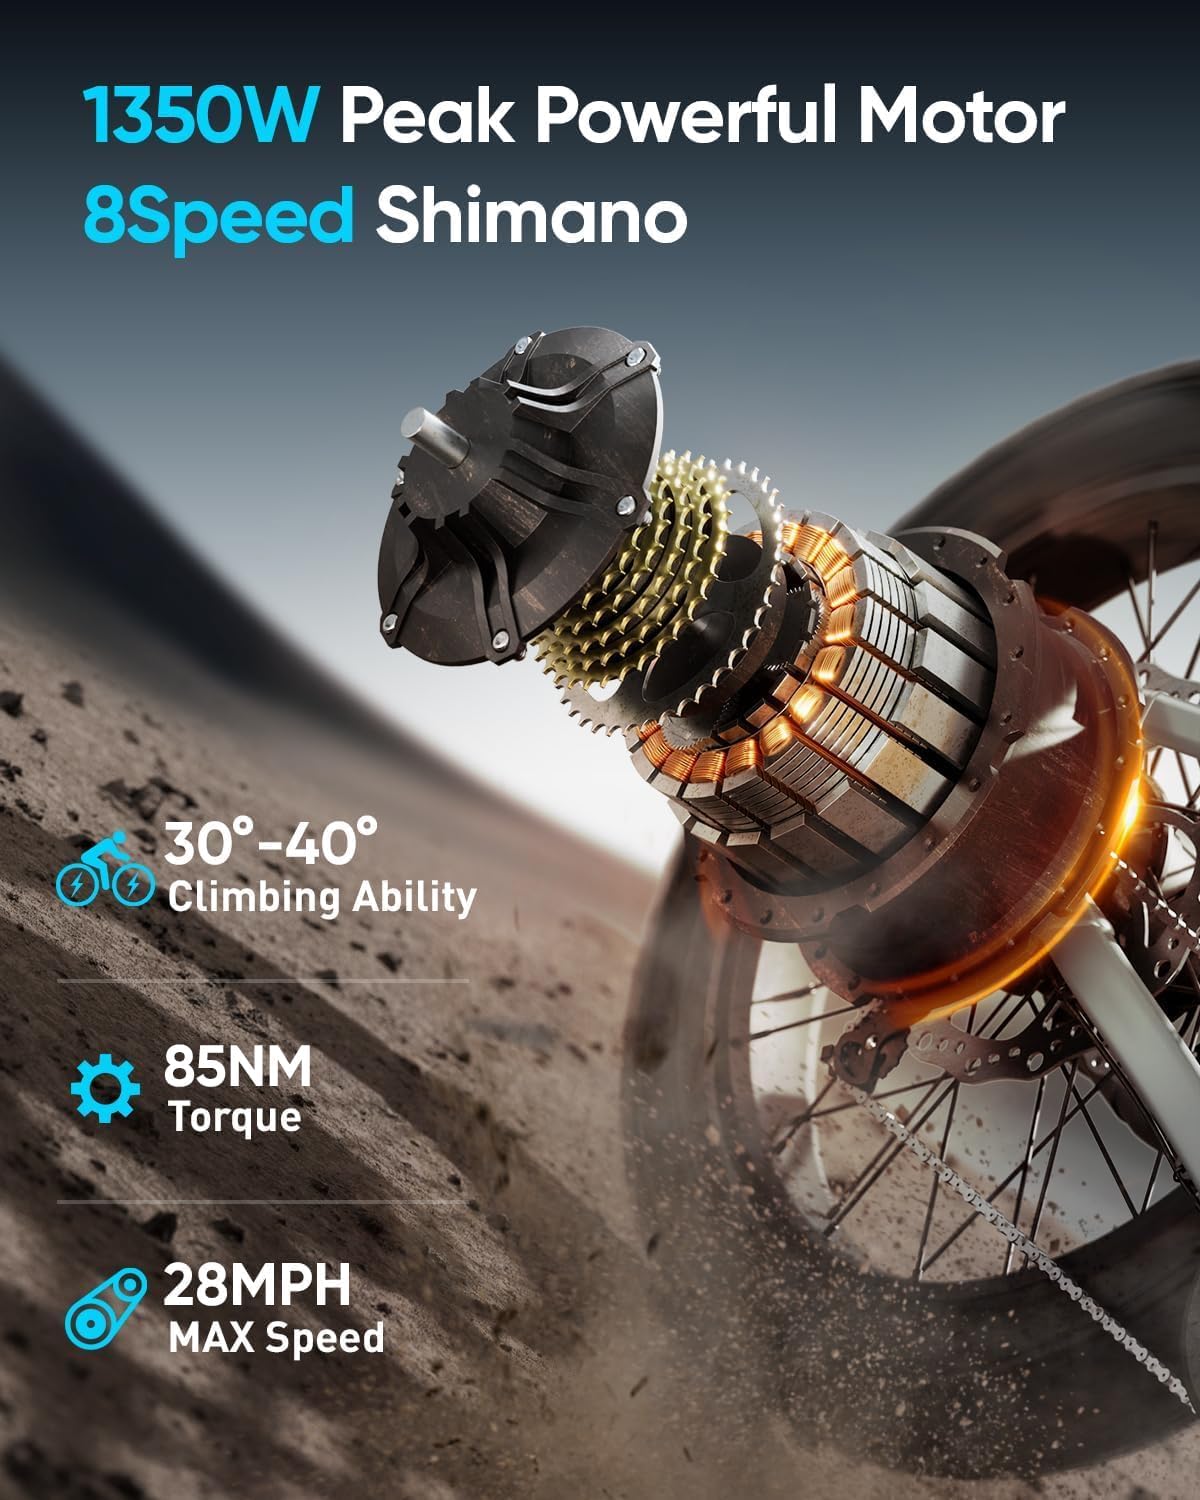 1350W Peak Powerful Motor
8Speed Shimano
30°-40°
Climbing Ability
85NM
Torque
28MPH
MAX Speed